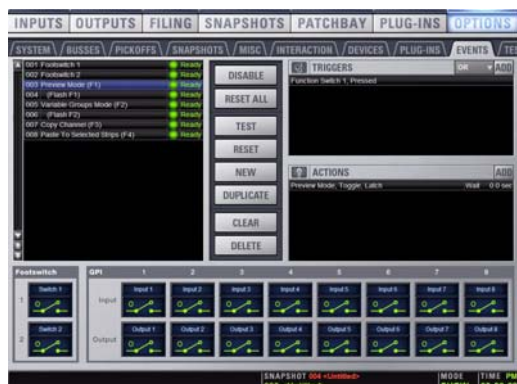 INPUTS OUTPUTS FILING SNAPSHOTS PATCHBAY PLUG-INS OPTIONS
SYSTEM BUSSES PICKOFFS SNAPSHOTS MISC INTERACTION DEVICES PLUG-INS EVENTS
001 Footswitch 1 Ready
002 Footswitch 2 Ready
003 Preview Mode (F1) Ready
004 (Flash F1) Ready
005 Variable Groups Mode (F2) Ready
006 (Flash F2) Ready
007 Copy Channel (F3) Ready
008 Paste To Selected Strips (F4) Ready
DISABLE
RESET ALL
TEST
RESET
NEW
DUPLICATE
CLEAR
DELETE
TRIGGERS OR ADD
Function Switch 1, Pressed
ACTIONS ADD
Preview Mode, Toggle, Latch Wait 0.0 sec
Footswitch GPI 1 2 3 4 5 6 7 8
1 Switch 1 Input Input 1 Input 2 Input 3 Input 4 Input 5 Input 6 Input 7 Input 8
2 Switch 2 Output Output 1 Output 2 Output 3 Output 4 Output 5 Output 6 Output 7 Output 8
SNAPSHOT 004 <Untitled> MODE TIME PM